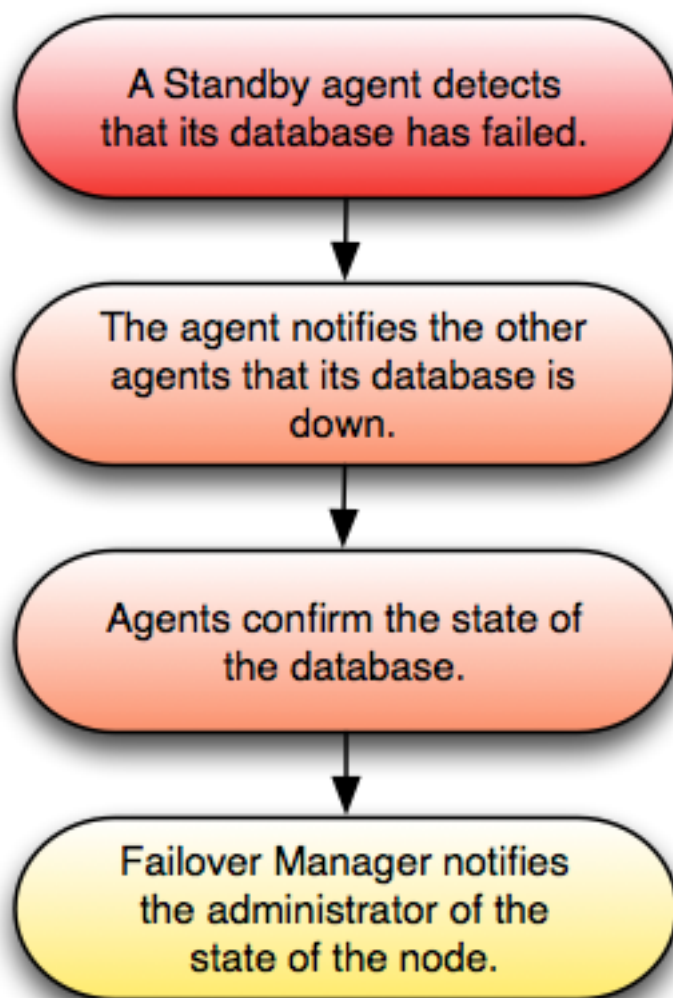 A Standby agent detects
that its database has failed.
The agent notifies the other
agents that its database is
down.
Agents confirm the state of
the database.
Failover Manager notifies
the administrator of the
state of the node.